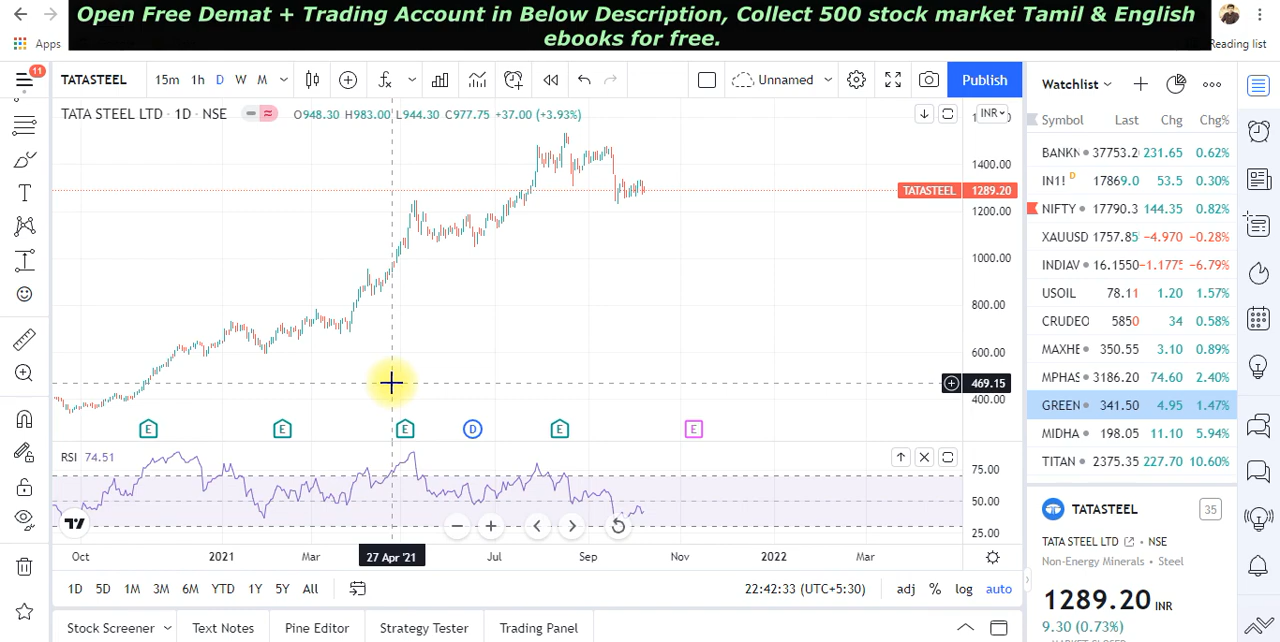 Open Free Demat + Trading Account in Below Description, Collect 500 stock market Tamil & English
ebooks for free.
Apps
Reading list
11
TATASTEEL
15m 1h D W M
Unnamed
Publish
Watchlist
TATA STEEL LTD · 1D · NSE
O948.30 H983.00 L944.30 C977.75 +37.00 (+3.93%)
INR
Symbol Last Chg Chg%
BANKN 37753.2 231.65 0.62%
IN1! D 17869.0 53.5 0.30%
NIFTY 17790.3 144.35 0.82%
XAUUSD 1757.85 −4.970 −0.28%
INDIAV 16.1550 −1.1775 −6.79%
USOIL 78.11 1.20 1.57%
CRUDEO 5850 34 0.58%
MAXHE 350.55 3.10 0.89%
MPHAS 3186.20 74.60 2.40%
GREEN 341.50 4.95 1.47%
MIDHA 198.05 11.10 5.94%
TITAN 2375.35 227.70 10.60%
1400.00
TATASTEEL 1289.20
1200.00
1000.00
800.00
600.00
469.15
400.00
E E E D E E
RSI 74.51
75.00
50.00
25.00
Oct 2021 Mar 27 Apr '21 Jul Sep Nov 2022 Mar
1D 5D 1M 3M 6M YTD 1Y 5Y All
22:42:33 (UTC+5:30)
adj % log auto
Stock Screener Text Notes Pine Editor Strategy Tester Trading Panel
TATASTEEL
35
TATA STEEL LTD NSE
Non-Energy Minerals • Steel
1289.20 INR
9.30 (0.73%)